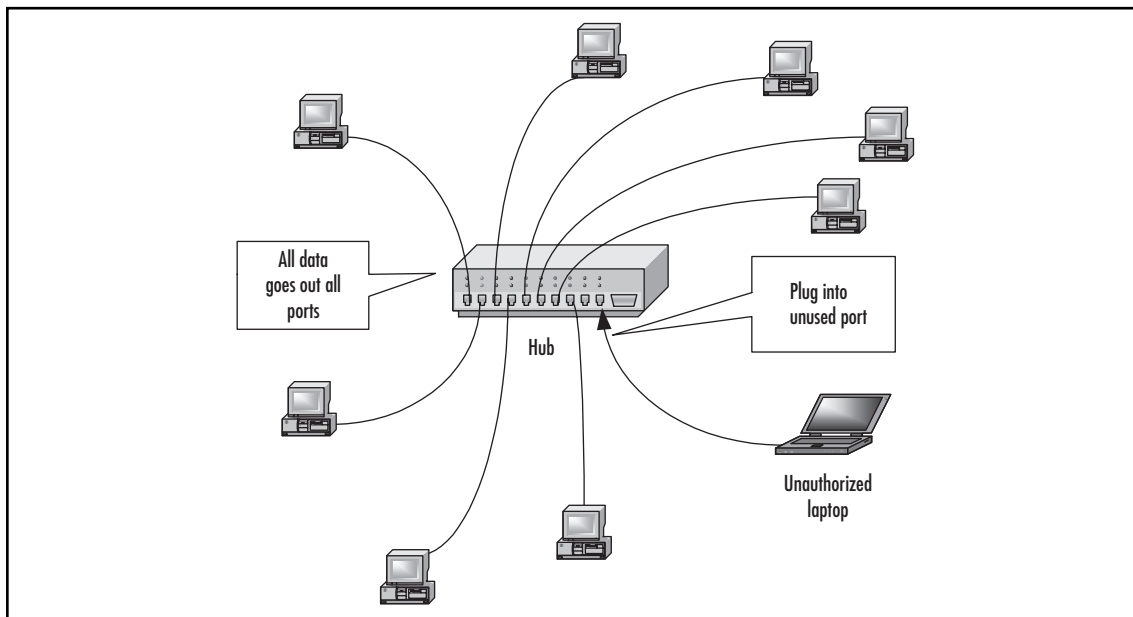 All data
goes out all
ports
Hub
Plug into
unused port
Unauthorized
laptop